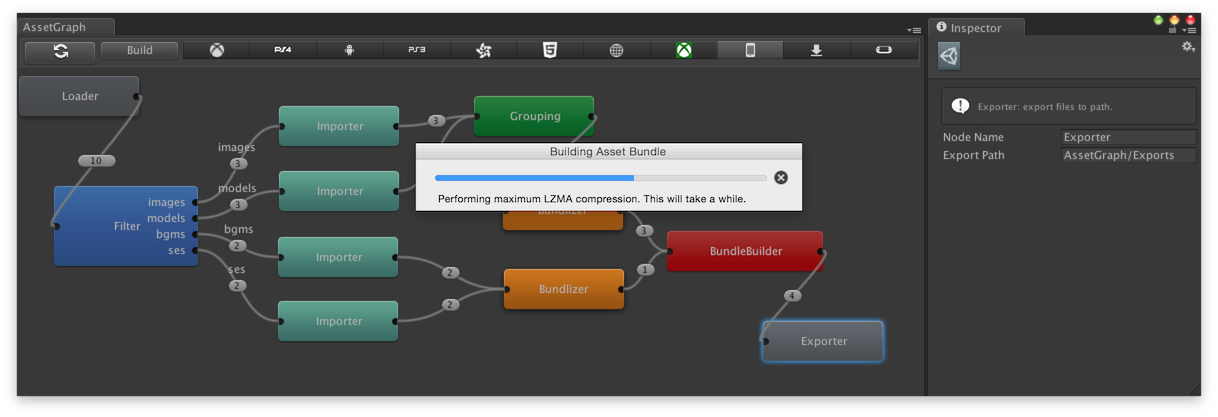 AssetGraph
Inspector
Build
PS4
PS3
Loader
Exporter: export files to path.
Node Name
Exporter
Export Path
AssetGraph/Exports
10
images
3
Importer
3
Grouping
models
3
Importer
Building Asset Bundle
Performing maximum LZMA compression. This will take a while.
images
models
Filter
bgms
ses
bgms
2
Importer
2
Bundlizer
3
BundleBuilder
ses
2
Importer
2
Bundlizer
1
4
Exporter